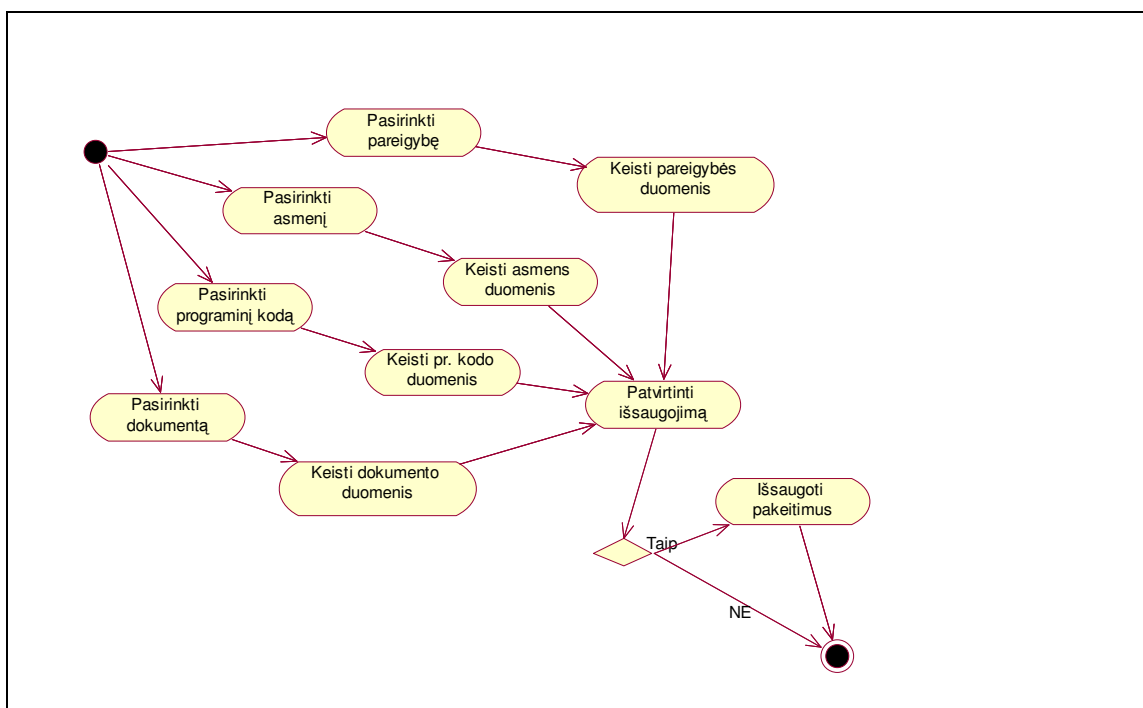 Pasirinkti
pareigybę
Keisti pareigybės
duomenis
Pasirinkti
asmenį
Keisti asmens
duomenis
Pasirinkti
programinį kodą
Keisti pr. kodo
duomenis
Patvirtinti
išsaugojimą
Pasirinkti
dokumentą
Keisti dokumento
duomenis
Išsaugoti
pakeitimus
Taip
NE